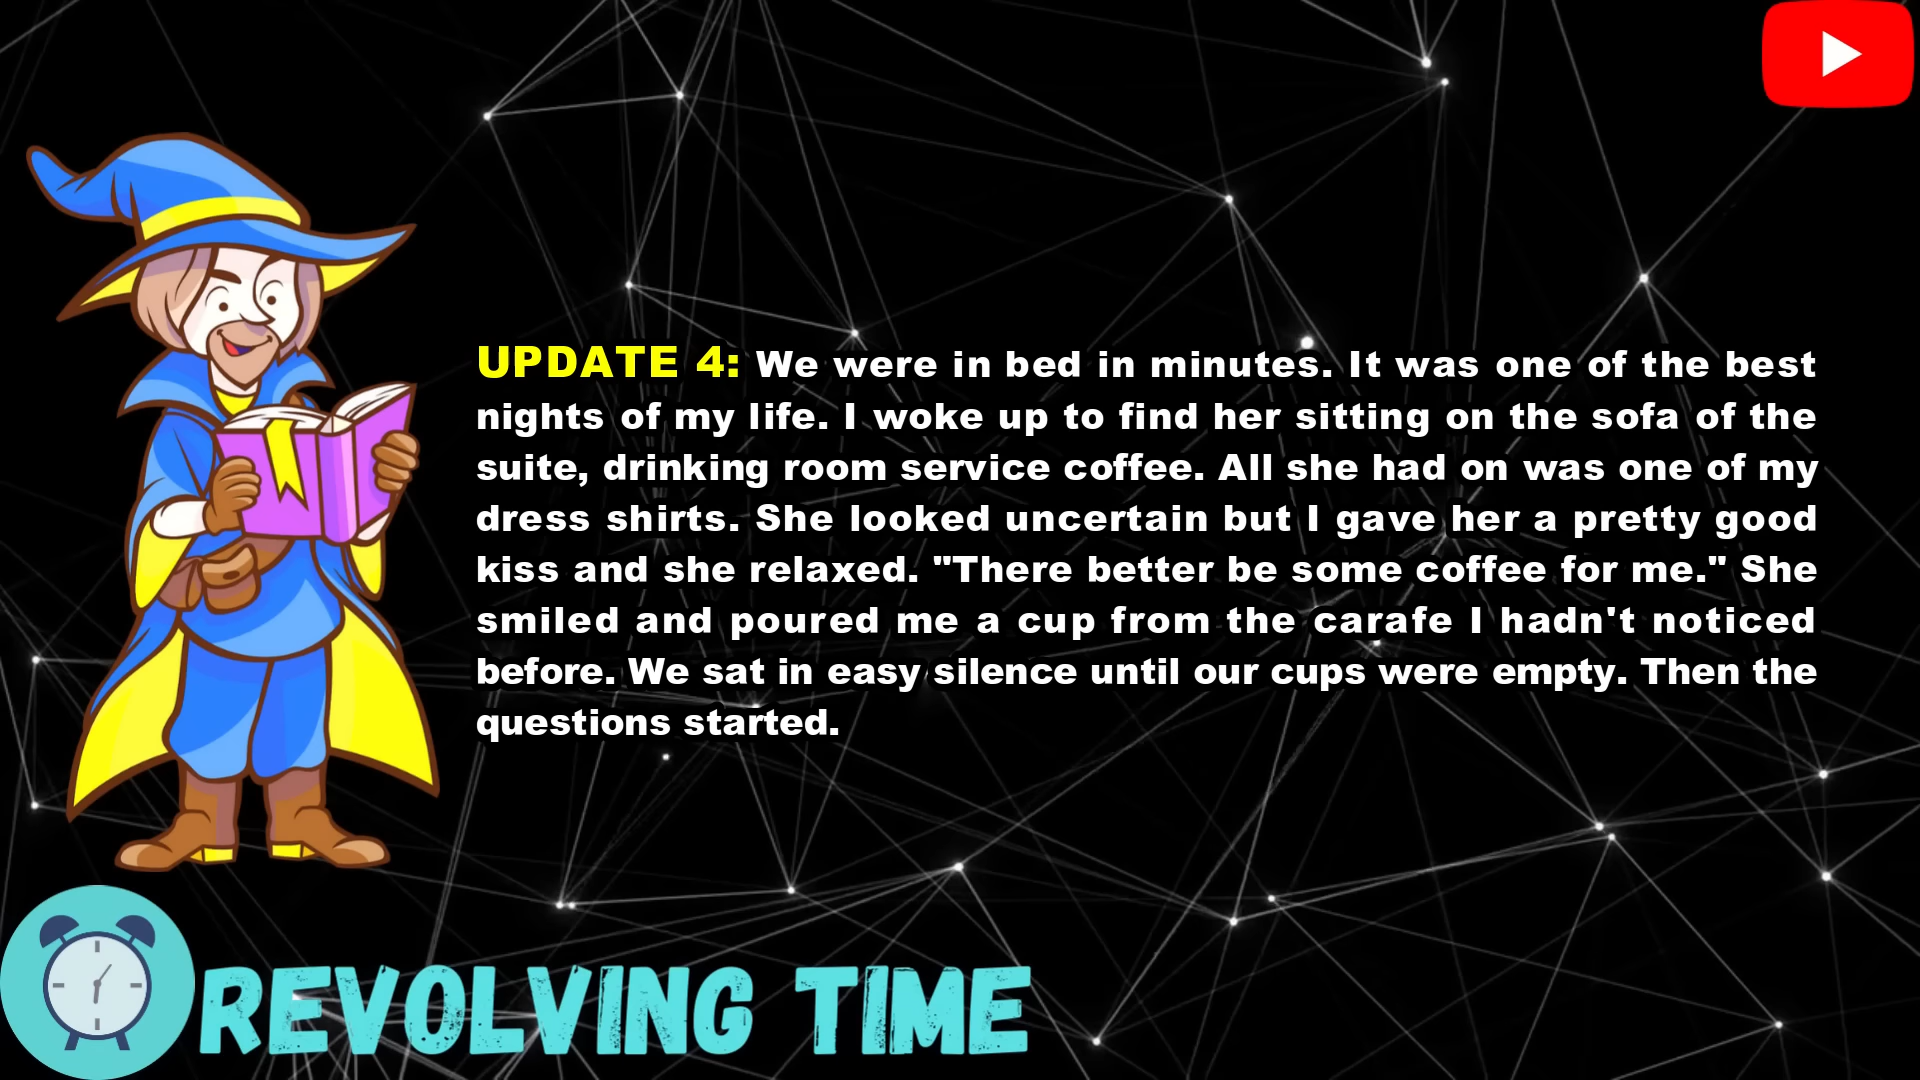 UPDATE 4: We were in bed in minutes. It was one of the best
nights of my life. I woke up to find her sitting on the sofa of the
suite, drinking room service coffee. All she had on was one of my
dress shirts. She looked uncertain but I gave her a pretty good
kiss and she relaxed. "There better be some coffee for me." She
smiled and poured me a cup from the carafe I hadn't noticed
before. We sat in easy silence until our cups were empty. Then the
questions started.
REVOLVING TIME